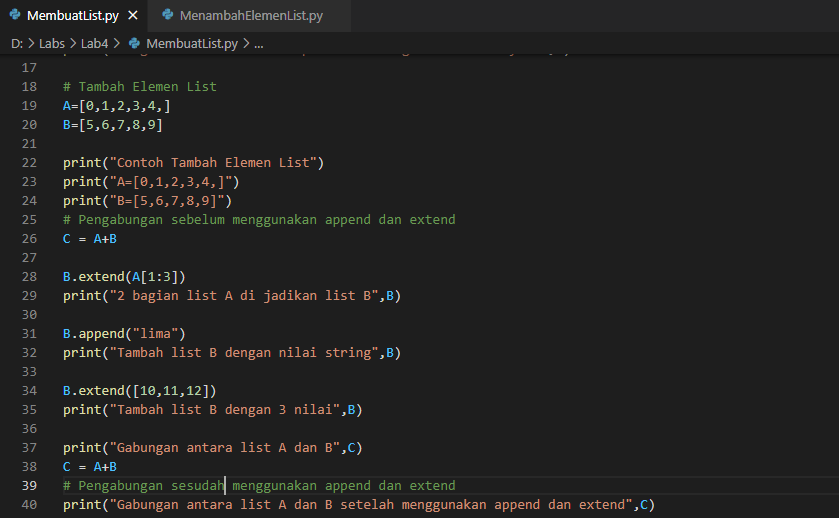 MembuatList.py × MenambahElemenList.py
D: > Labs > Lab4 > MembuatList.py > ...
17
18 # Tambah Elemen List
19 A=[0,1,2,3,4,]
20 B=[5,6,7,8,9]
21
22 print("Contoh Tambah Elemen List")
23 print("A=[0,1,2,3,4,]")
24 print("B=[5,6,7,8,9]")
25 # Pengabungan sebelum menggunakan append dan extend
26 C = A+B
27
28 B.extend(A[1:3])
29 print("2 bagian list A di jadikan list B",B)
30
31 B.append("lima")
32 print("Tambah list B dengan nilai string",B)
33
34 B.extend([10,11,12])
35 print("Tambah list B dengan 3 nilai",B)
36
37 print("Gabungan antara list A dan B",C)
38 C = A+B
39 # Pengabungan sesudah menggunakan append dan extend
40 print("Gabungan antara list A dan B setelah menggunakan append dan extend",C)